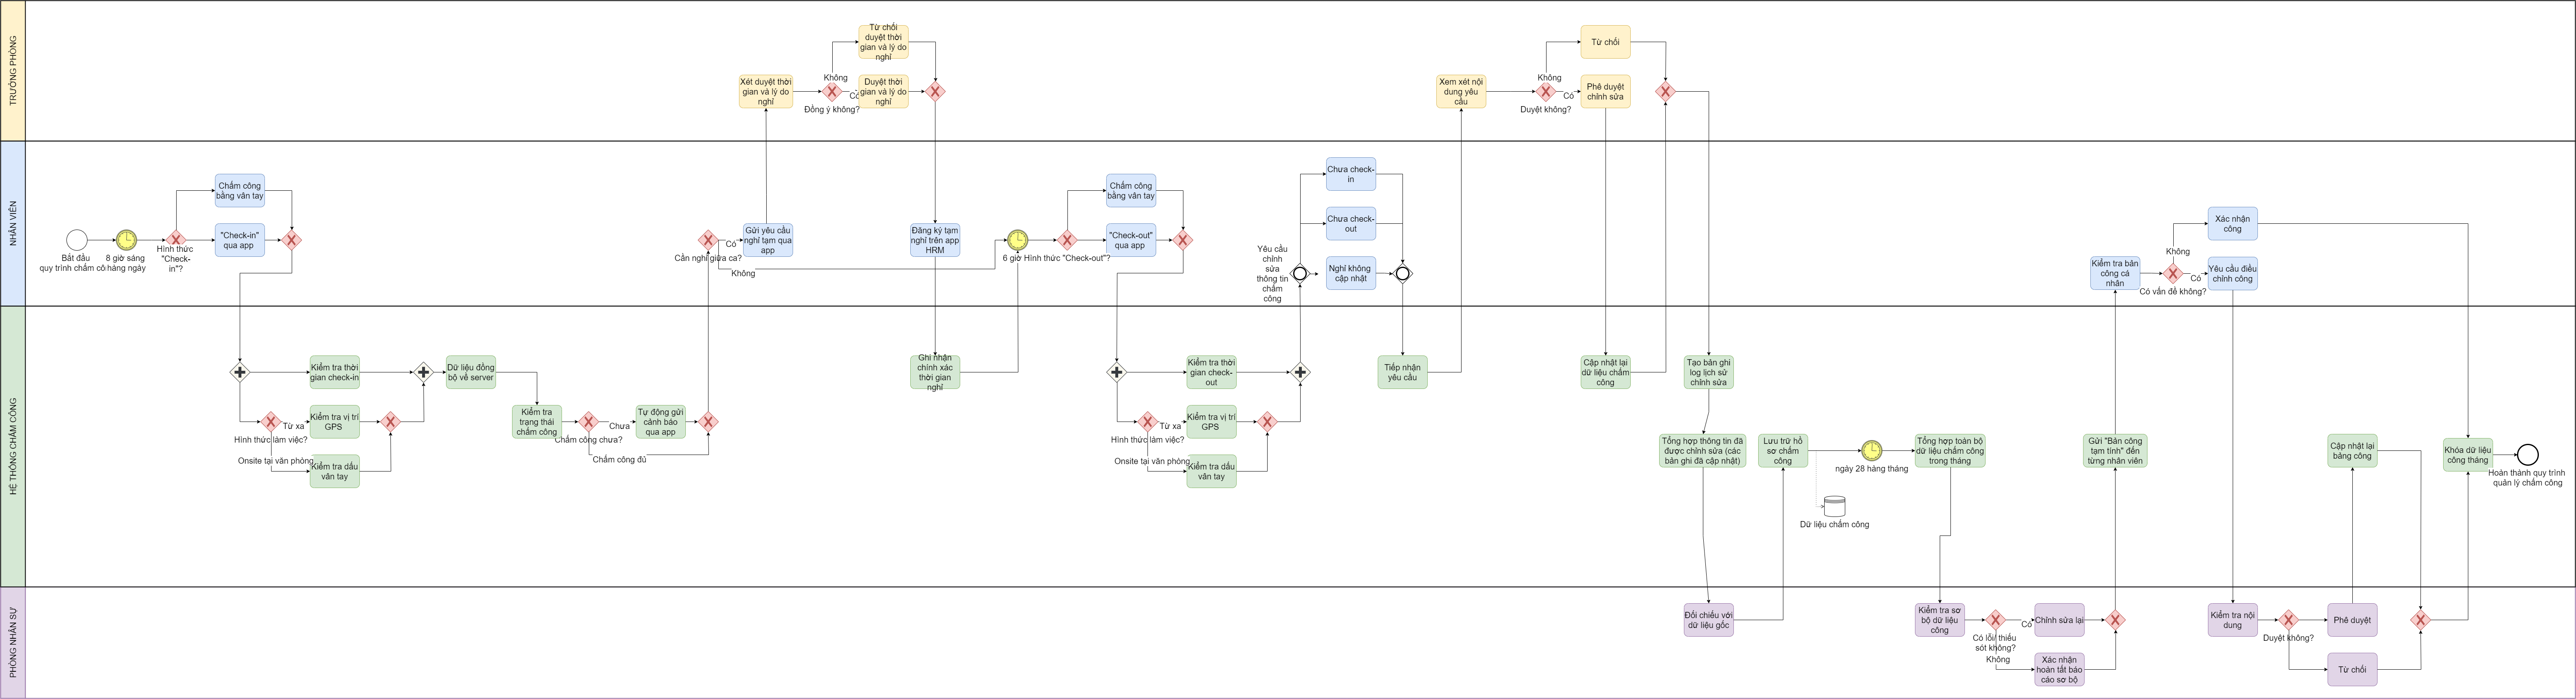 TRƯỞNG PHÒNG
Từ chối
duyệt thời
gian và lý do
nghỉ
Không
Xét duyệt thời
gian và lý do
nghỉ
Có
Duyệt thời
gian và lý do
nghỉ
Đồng ý không?
Từ chối
Không
Xem xét nội
dung yêu
cầu
Có
Phê duyệt
chỉnh sửa
Duyệt không?
NHÂN VIÊN
Bắt đầu
quy trình chấm cô
8 giờ sáng
hàng ngày
Hình thức
"Check-
in"?
Chấm công
bằng vân tay
"Check-in"
qua app
Cần nghỉ giữa ca?
Có
Không
Gửi yêu cầu
nghỉ tạm qua
app
Đăng ký tạm
nghỉ trên app
HRM
6 giờ
Hình thức "Check-out"?
Chấm công
bằng vân tay
"Check-out"
qua app
Yêu cầu
chỉnh
sửa
thông tin
chấm
công
Chưa check-
in
Chưa check-
out
Nghỉ không
cập nhật
Kiểm tra bản
công cá
nhân
Có vấn đề không?
Không
Có
Xác nhận
công
Yêu cầu điều
chỉnh công
HỆ THỐNG CHẤM CÔNG
Kiểm tra thời
gian check-in
Hình thức làm việc?
Từ xa
Kiểm tra vị trí
GPS
Onsite tại văn phòng
Kiểm tra dấu
vân tay
Dữ liệu đồng
bộ về server
Kiểm tra
trạng thái
chấm công
Chấm công chưa?
Chưa
Tự động gửi
cảnh báo
qua app
Chấm công đủ
Ghi nhận
chính xác
thời gian
nghỉ
Kiểm tra thời
gian check-
out
Hình thức làm việc?
Từ xa
Kiểm tra vị trí
GPS
Onsite tại văn phòng
Kiểm tra dấu
vân tay
Tiếp nhận
yêu cầu
Cập nhật lại
dữ liệu chấm
công
Tạo bản ghi
log lịch sử
chỉnh sửa
Tổng hợp thông tin đã
được chỉnh sửa (các
bản ghi đã cập nhật)
Lưu trữ hồ
sơ chấm
công
Dữ liệu chấm công
ngày 28 hàng tháng
Tổng hợp toàn bộ
dữ liệu chấm công
trong tháng
Gửi "Bản công
tạm tính" đến
từng nhân viên
Cập nhật lại
bảng công
Khóa dữ liệu
công tháng
Hoàn thành quy trình
quản lý chấm công
PHÒNG NHÂN SỰ
Đối chiếu với
dữ liệu gốc
Kiểm tra sơ
bộ dữ liệu
công
Có lỗi/ thiếu
sót không?
Có
Không
Chỉnh sửa lại
Xác nhận
hoàn tất báo
cáo sơ bộ
Kiểm tra nội
dung
Duyệt không?
Phê duyệt
Từ chối